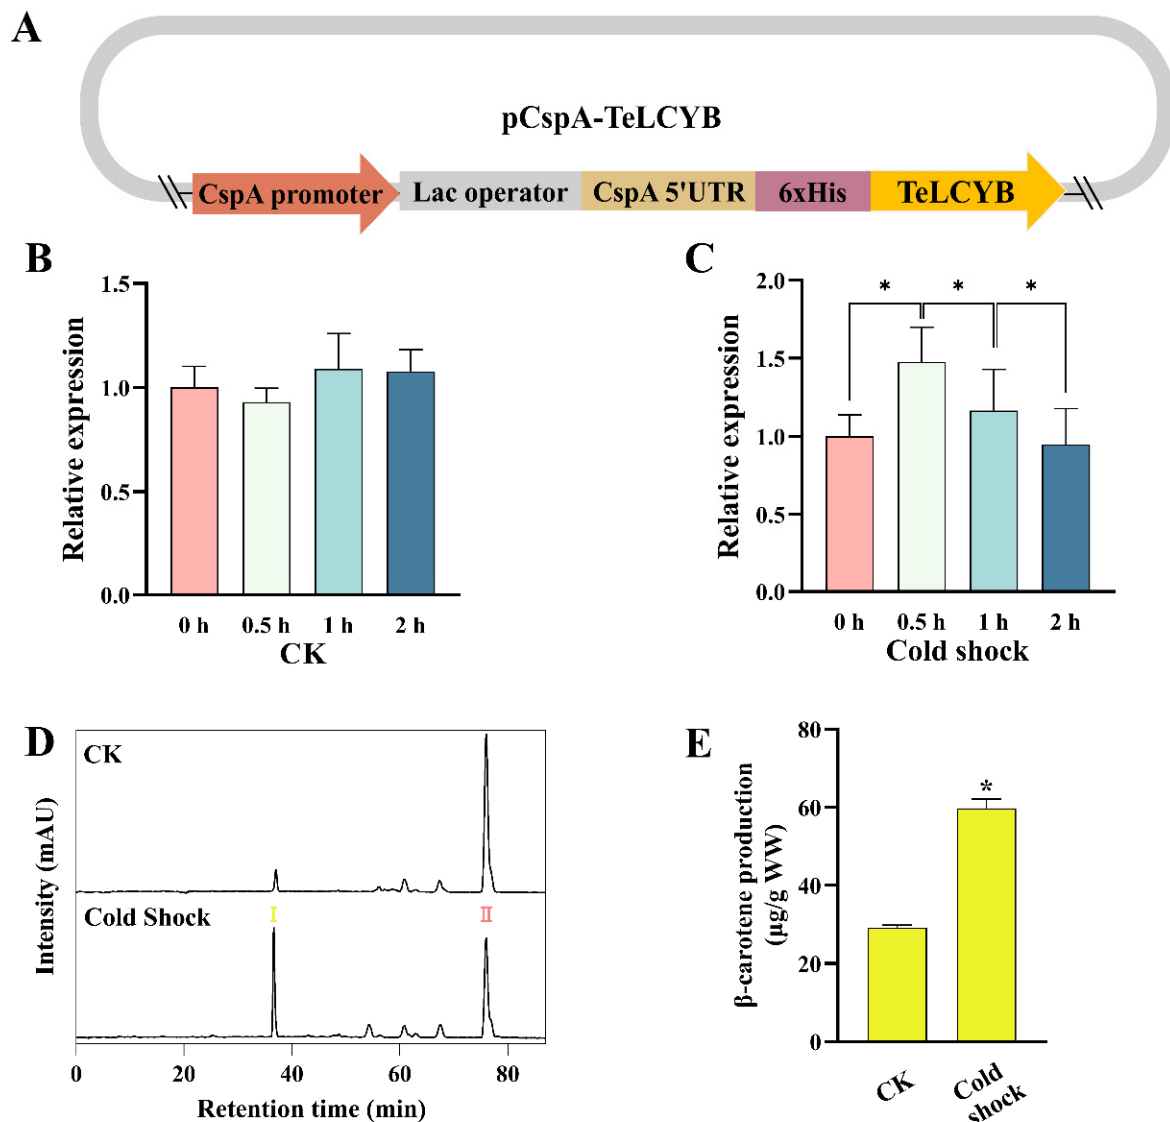 A
pCspA-TeLCYB
CspA promoter
Lac operator
CspA 5'UTR
6xHis
TeLCYB
B
Relative expression
1.5
1.0
0.5
0.0
0 h
0.5 h
1 h
2 h
CK
C
Relative expression
2.0
1.5
1.0
0.5
0.0
*
*
*
0 h
0.5 h
1 h
2 h
Cold shock
D
Intensity (mAU)
CK
Cold Shock
I
II
0
20
40
60
80
Retention time (min)
E
β-carotene production
(μg/g WW)
80
60
40
20
0
*
CK
Cold
shock